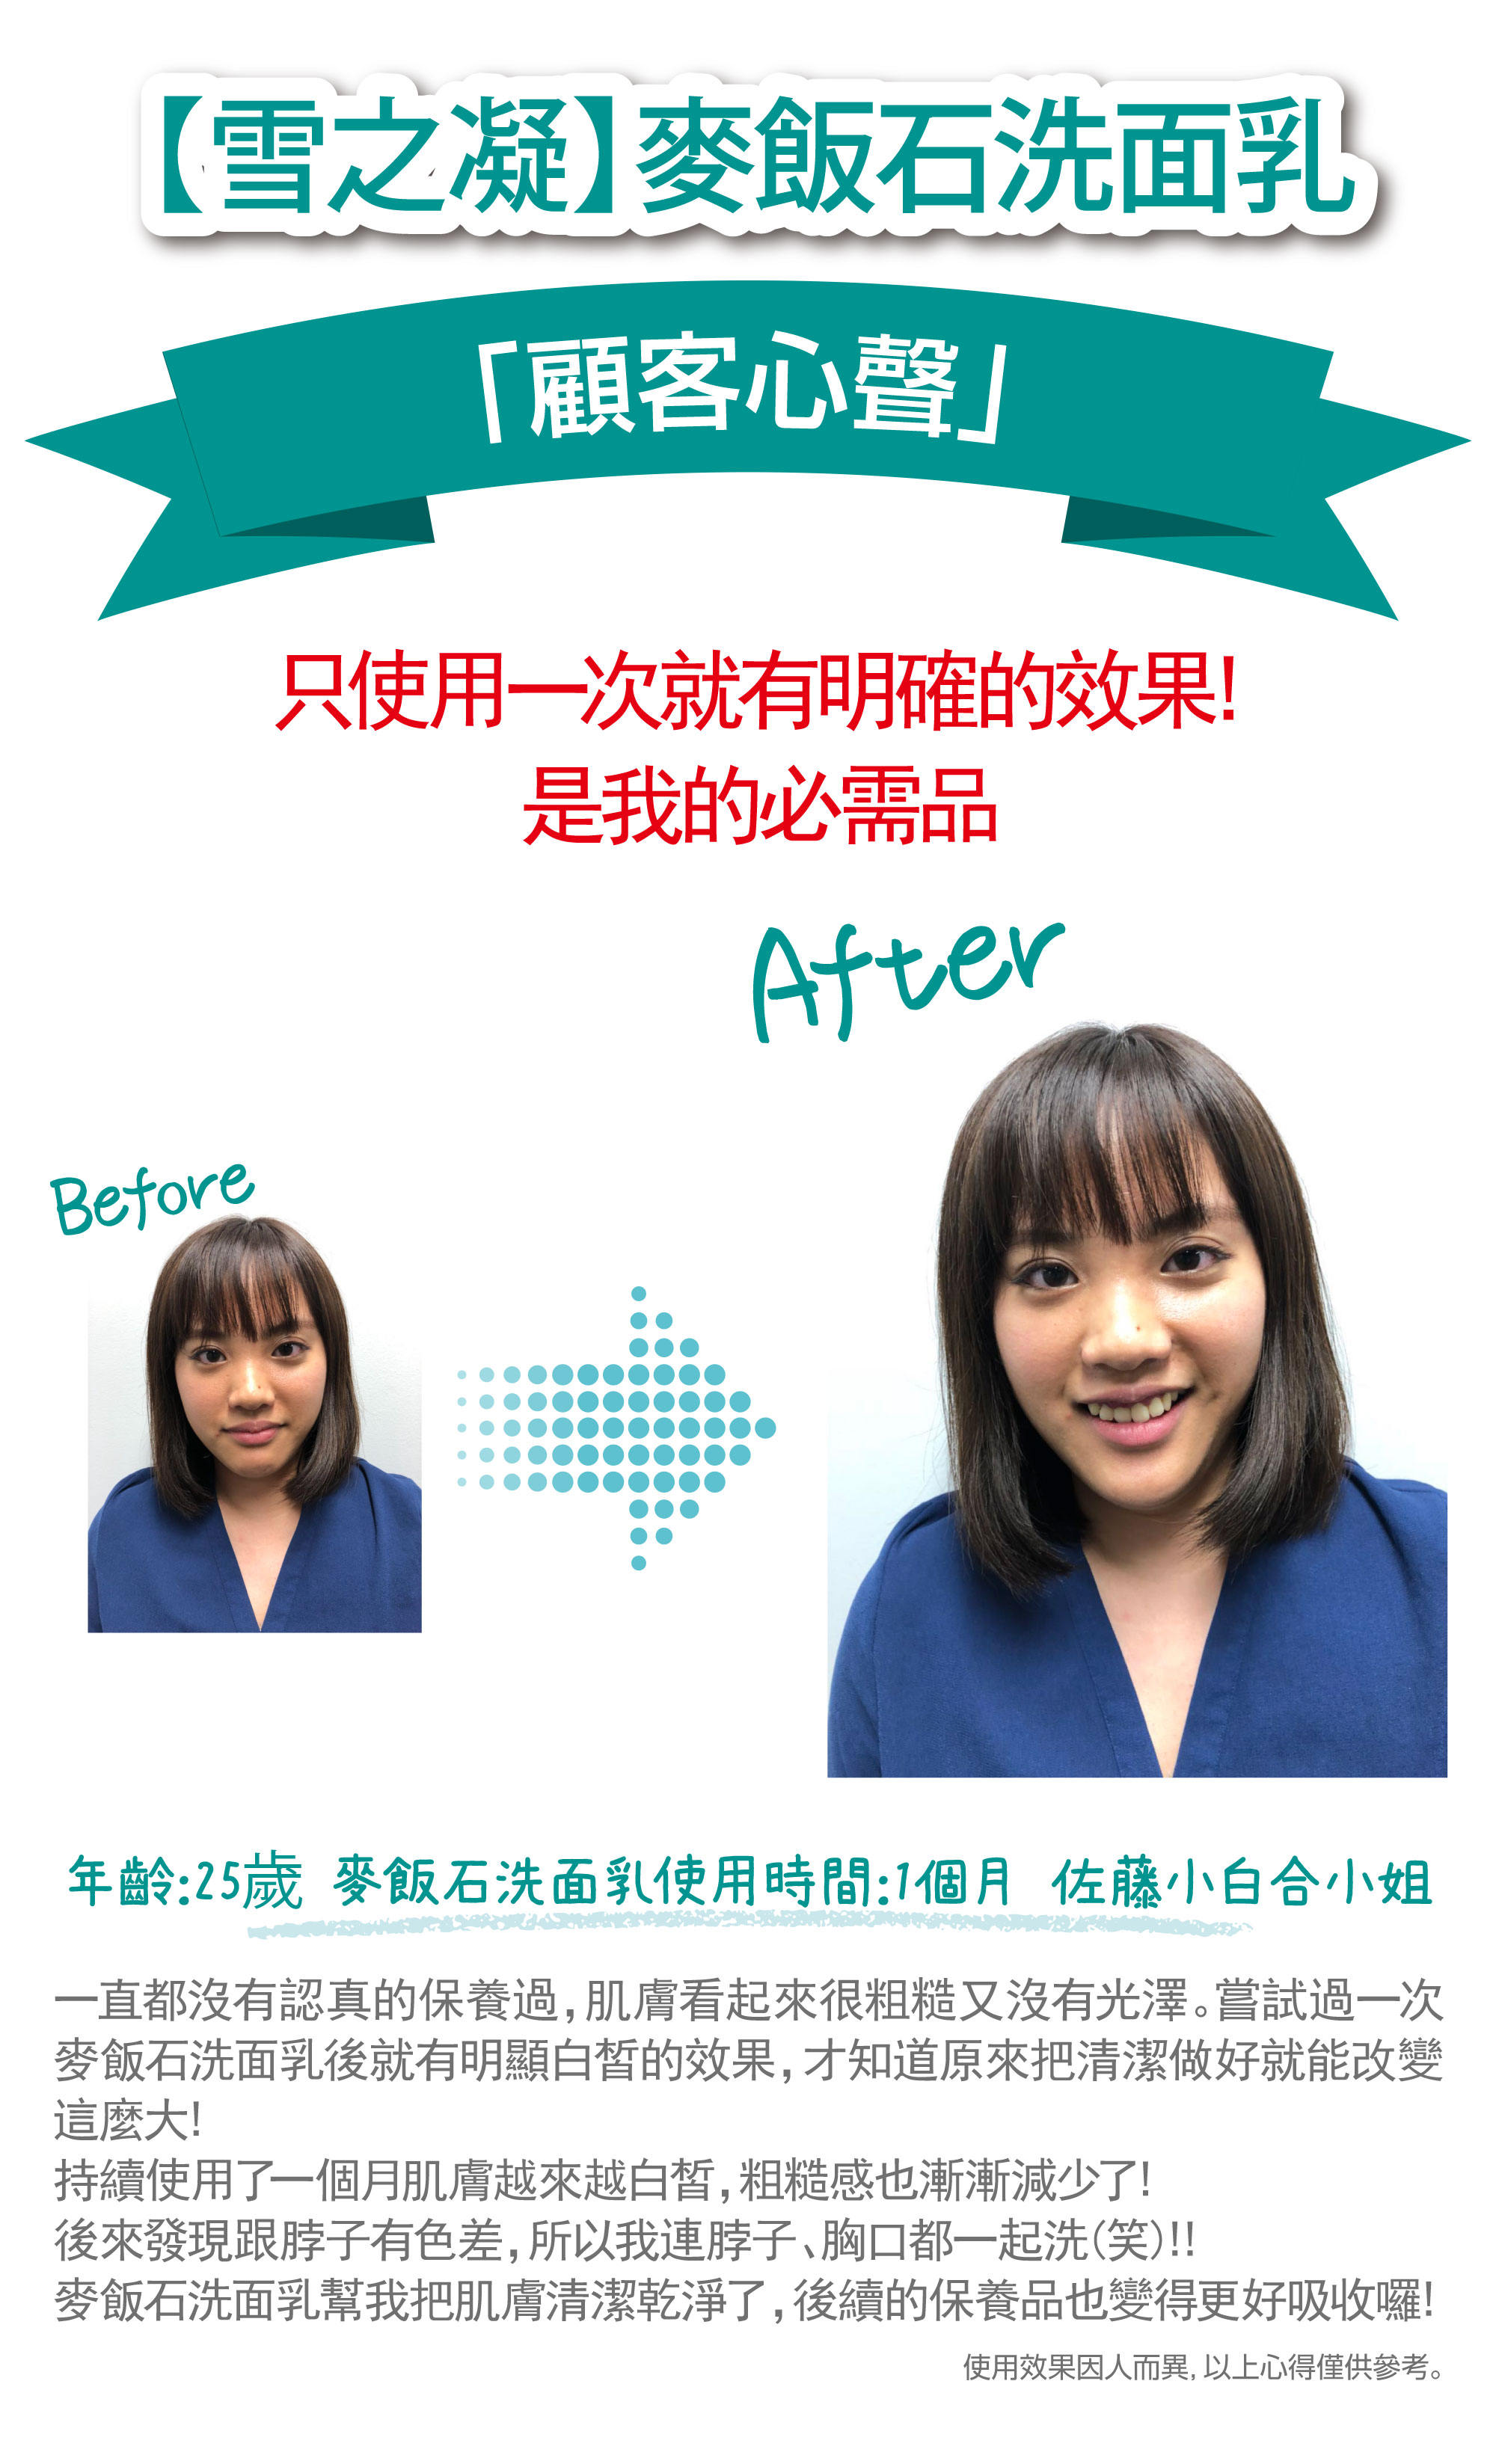 【雪之凝】麥飯石洗面乳
「顧客心聲」
只使用一次就有明確的效果!
是我的必需品
After
Before
年齡:25歲 麥飯石洗面乳使用時間:1個月 佐藤小白合小姐
一直都沒有認真的保養過,肌膚看起來很粗糙又沒有光澤。嘗試過一次
麥飯石洗面乳後就有明顯白皙的效果,才知道原來把清潔做好就能改變
這麼大!
持續使用了一個月肌膚越來越白皙,粗糙感也漸漸減少了!
後來發現跟脖子有色差,所以我連脖子、胸口都一起洗(笑)!!
麥飯石洗面乳幫我把肌膚清潔乾淨了,後續的保養品也變得更好吸收囉!
使用效果因人而異,以上心得僅供參考。